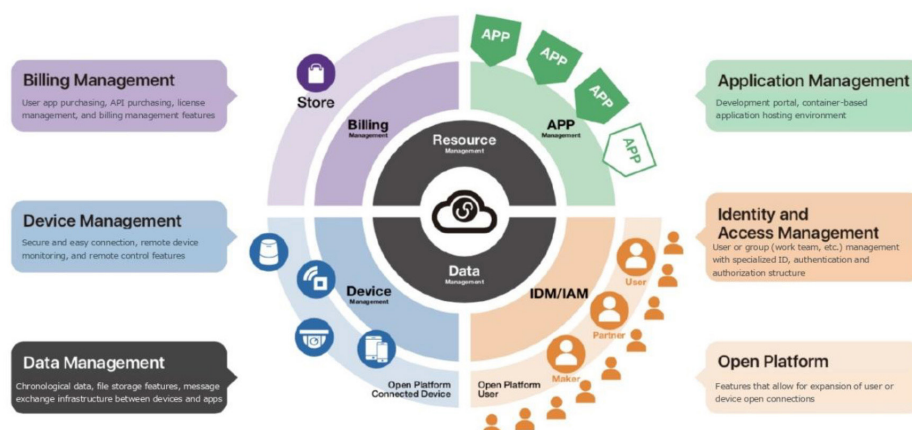 Billing Management
User app purchasing, API purchasing, license
management, and billing management features
Device Management
Secure and easy connection, remote device
monitoring, and remote control features
Data Management
Chronological data, file storage features, message
exchange infrastructure between devices and apps
Store
Billing
Management
Resource
Management
APP
Management
APP
APP
APP
APP
Device
Management
Data
Management
IDM/IAM
User
Partner
Maker
Open Platform
Connected Device
Open Platform
User
Application Management
Development portal, container-based
application hosting environment
Identity and
Access Management
User or group (work team, etc.) management
with specialized ID, authentication and
authorization structure
Open Platform
Features that allow for expansion of user or
device open connections